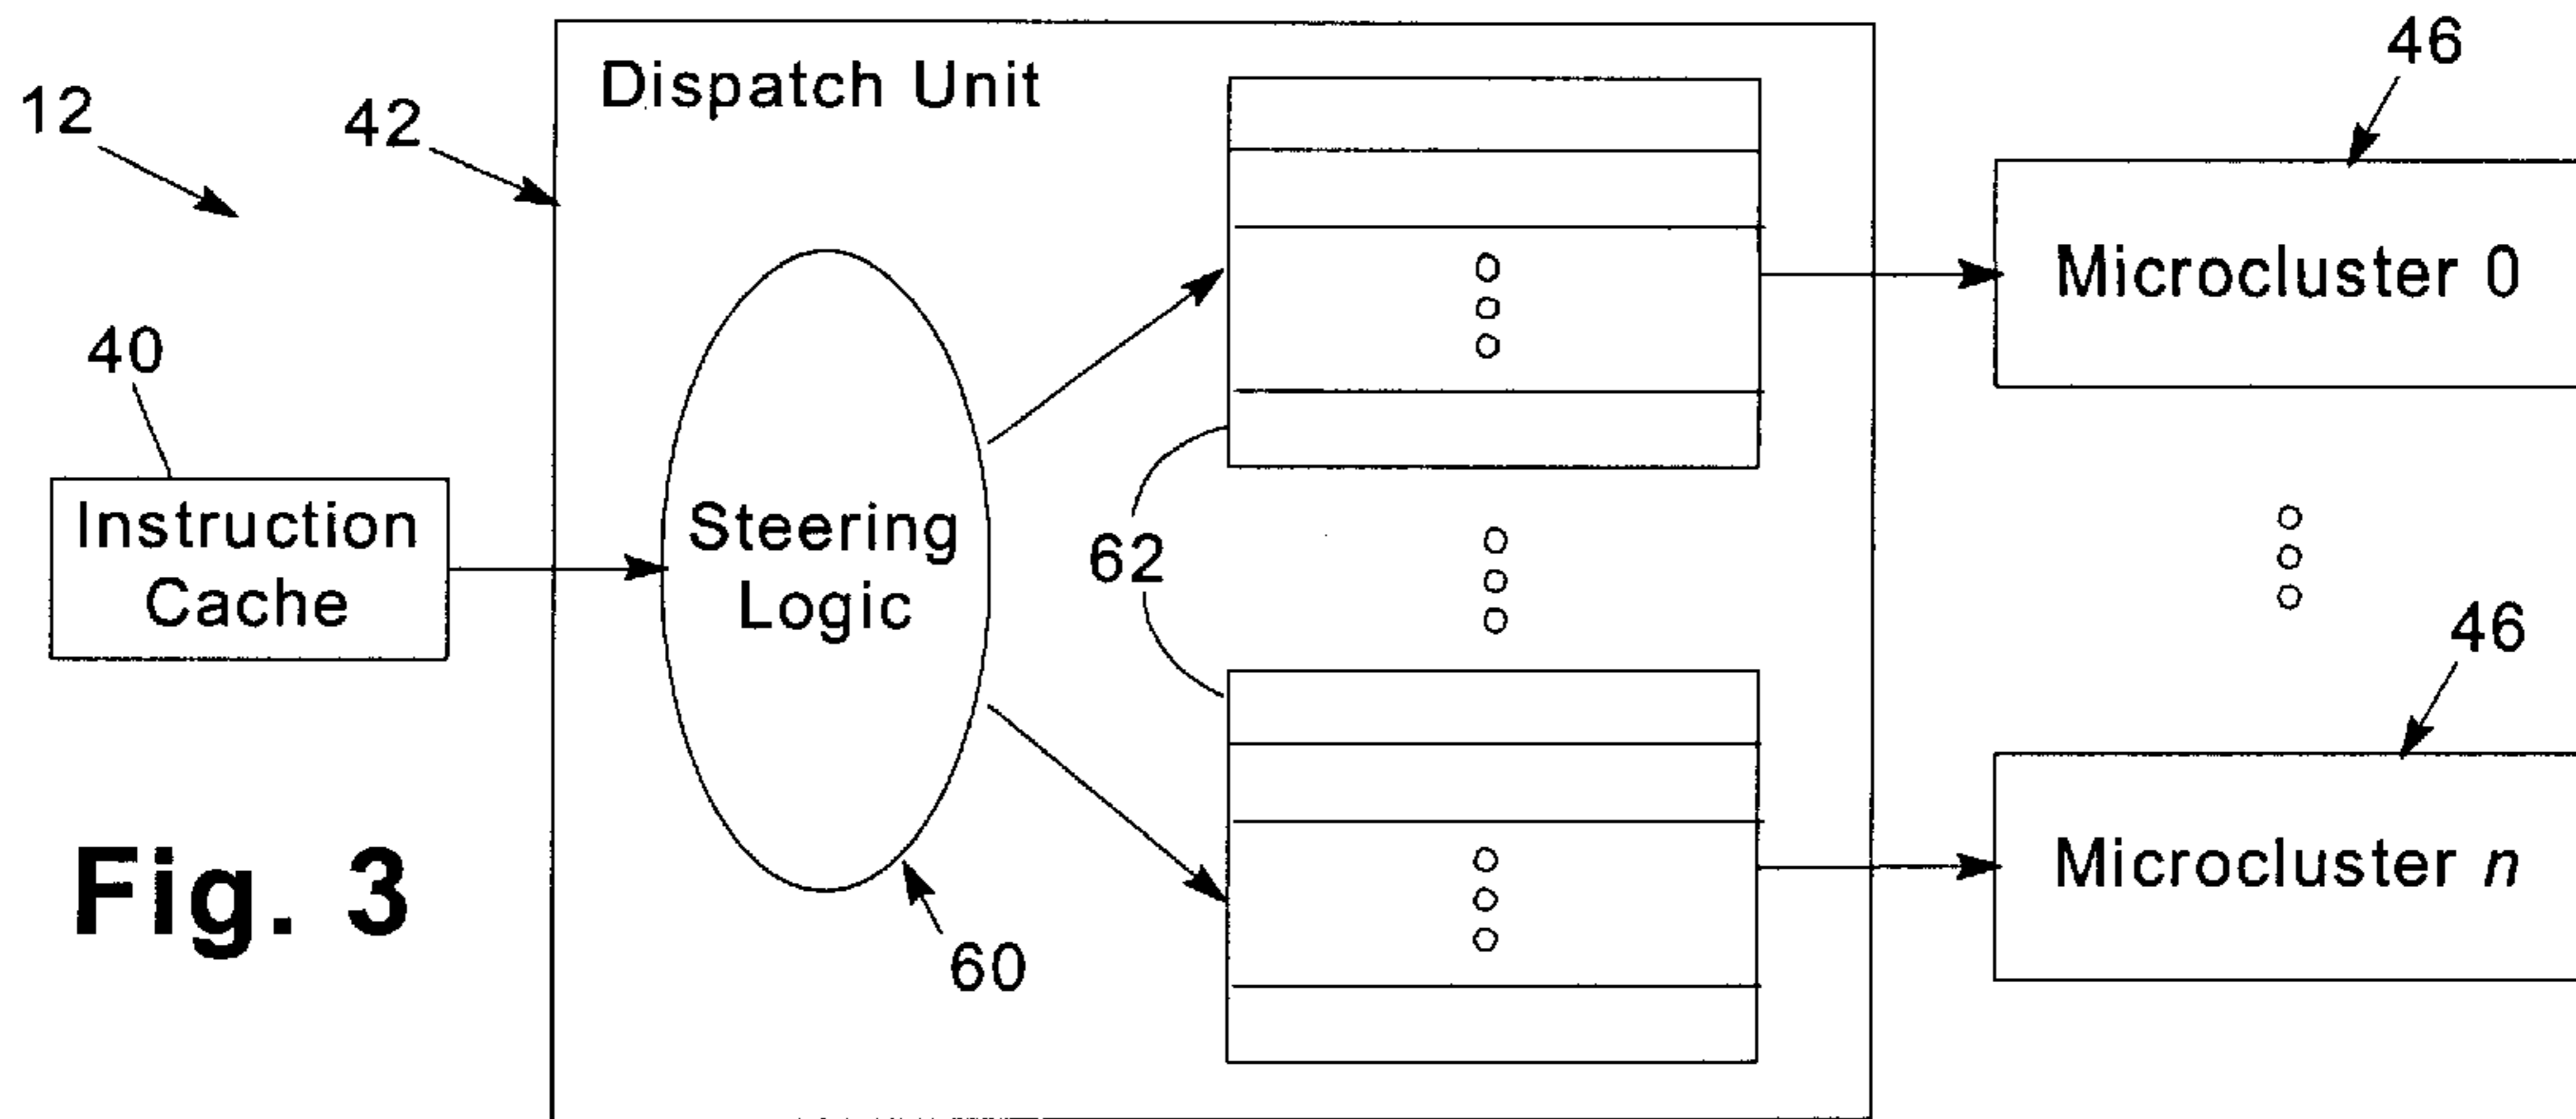 46
Dispatch Unit
12
42
Microcluster 0
40
Instruction
Cache
Steering
Logic
62
46
Microcluster n
Fig. 3
60